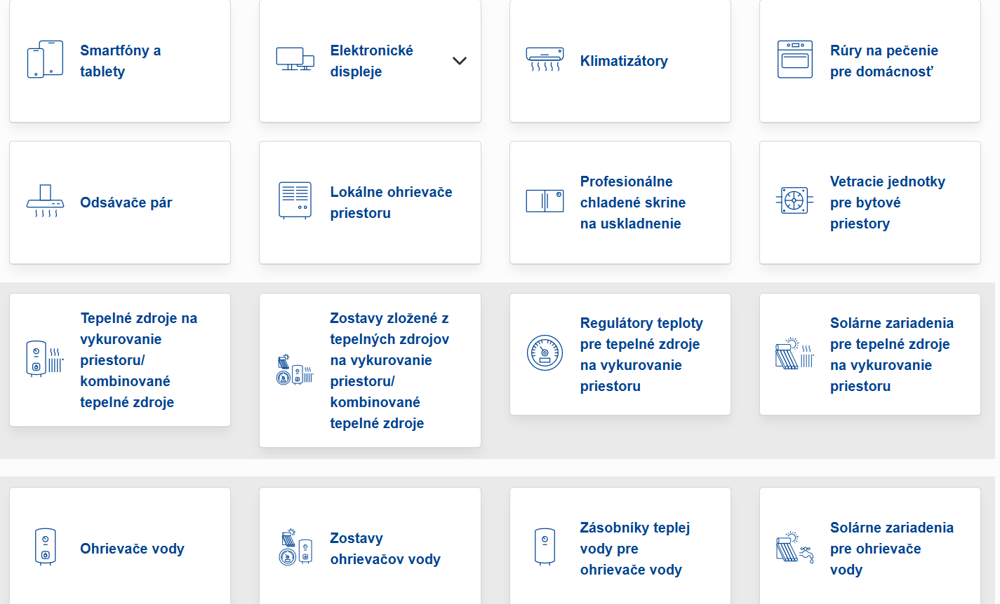 Smartfóny a
tablety
Elektronické
displeje
Klimatizátory
Rúry na pečenie
pre domácnosť
Odsávače pár
Lokálne ohrievače
priestoru
Profesionálne
chladené skrine
na uskladnenie
Vetracie jednotky
pre bytové
priestory
Tepelné zdroje na
vykurovanie
priestoru/
kombinované
tepelné zdroje
Zostavy zložené z
tepelných zdrojov
na vykurovanie
priestoru/
kombinované
tepelné zdroje
Regulátory teploty
pre tepelné zdroje
na vykurovanie
priestoru
Solárne zariadenia
pre tepelné zdroje
na vykurovanie
priestoru
Ohrievače vody
Zostavy
ohrievačov vody
Zásobníky teplej
vody pre
ohrievače vody
Solárne zariadenia
pre ohrievače
vody